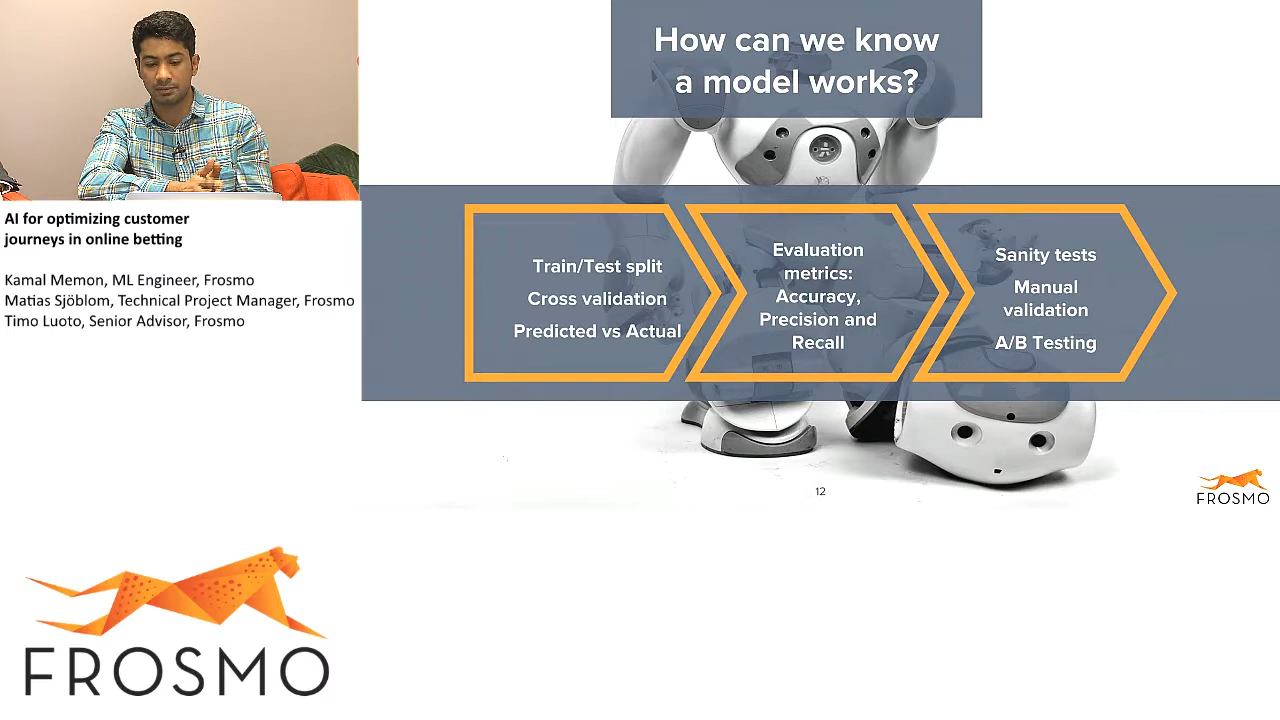 How can we know
a model works?
AI for optimizing customer
journeys in online betting
Kamal Memon, ML Engineer, Frosmo
Matias Sjöblom, Technical Project Manager, Frosmo
Timo Luoto, Senior Advisor, Frosmo
Train/Test split
Cross validation
Predicted vs Actual
Evaluation
metrics:
Accuracy,
Precision and
Recall
Sanity tests
Manual
validation
A/B Testing
12
FROSMO
FROSMO